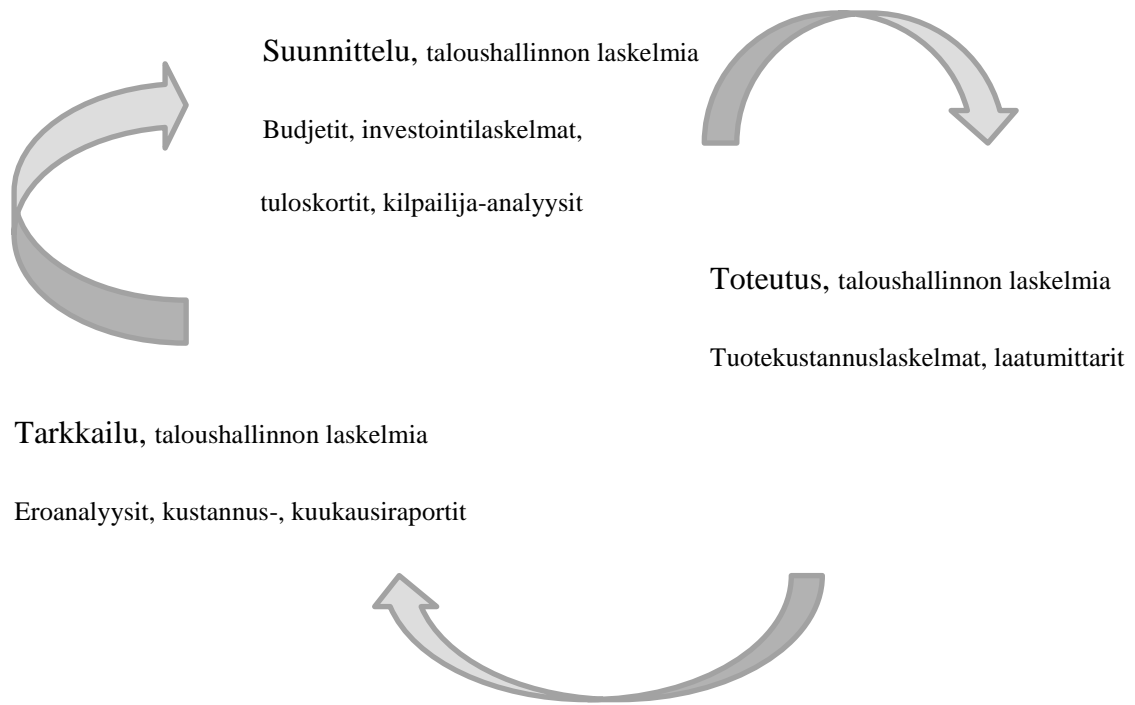 Suunnittelu, taloushallinnon laskelmia
Budjetit, investointilaskelmat,
tuloskortit, kilpailija-analyysit
Toteutus, taloushallinnon laskelmia
Tuotekustannuslaskelmat, laatumittarit
Tarkkailu, taloushallinnon laskelmia
Eroanalyysit, kustannus-, kuukausiraportit